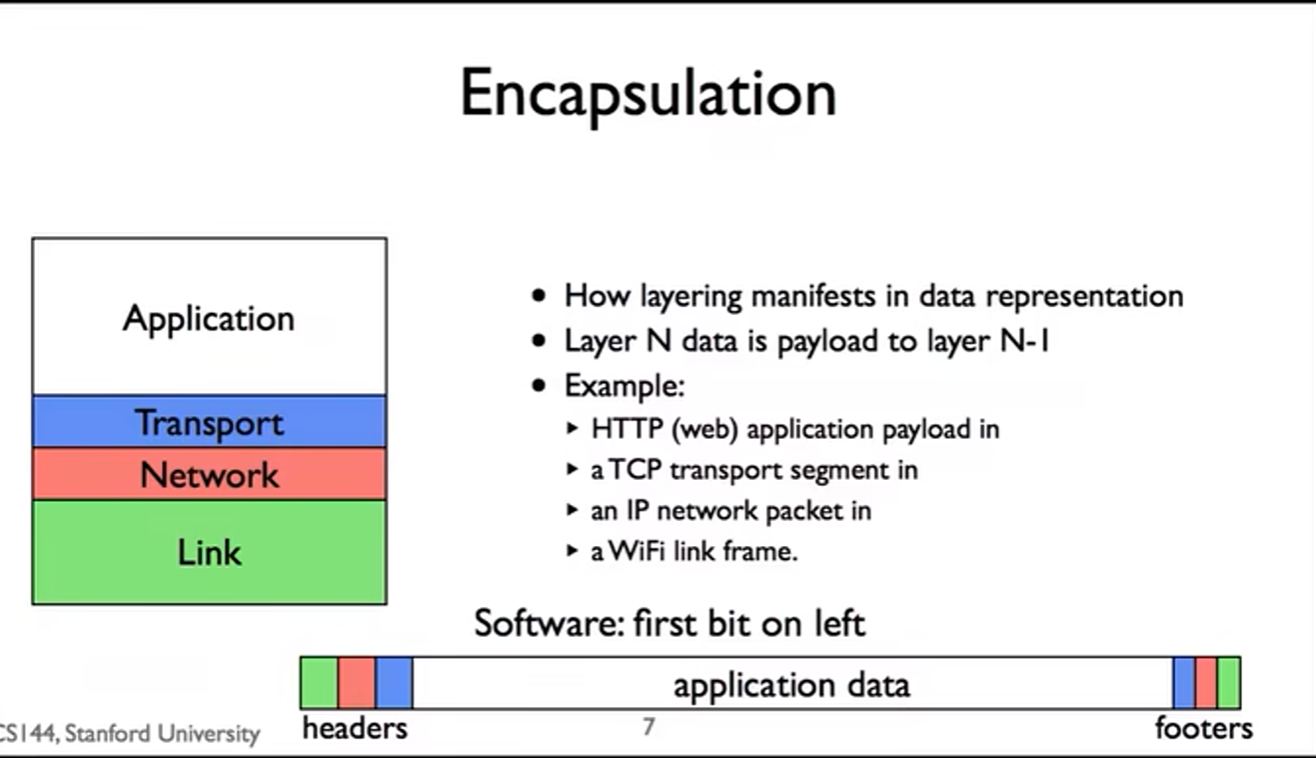 Encapsulation
Application
Transport
Network
Link
• How layering manifests in data representation
• Layer N data is payload to layer N-1
• Example:
‣ HTTP (web) application payload in
‣ a TCP transport segment in
‣ an IP network packet in
‣ a WiFi link frame.
Software: first bit on left
application data
headers
footers
CS144, Stanford University
7